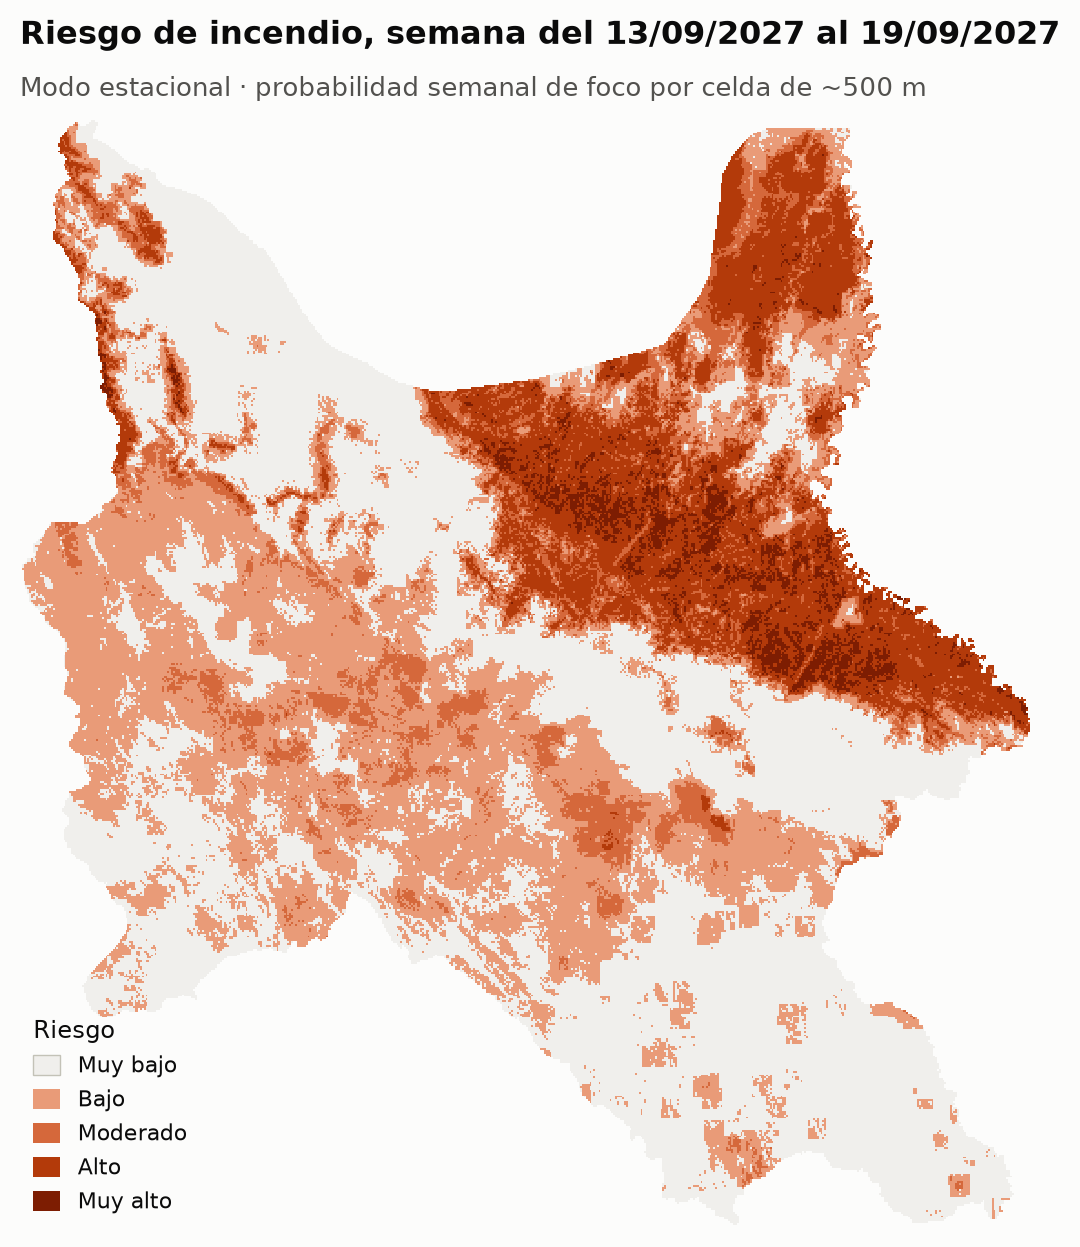 Riesgo de incendio, semana del 13/09/2027 al 19/09/2027
Modo estacional · probabilidad semanal de foco por celda de ~500 m
Riesgo
Muy bajo
Bajo
Moderado
Alto
Muy alto